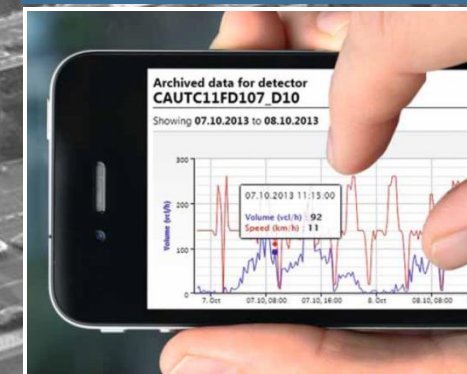 Archived data for detector
CAUTC11FD107_D10
Showing 07.10.2013 to 08.10.2013
300
200
100
0
Volume (vcl/h)
07.10.2013 11:15:00
Volume (vcl/h) : 92
Speed (km/h) : 11
7. Oct
07.10, 08:00
07.10, 16:00
8. Oct
08.10, 08:00